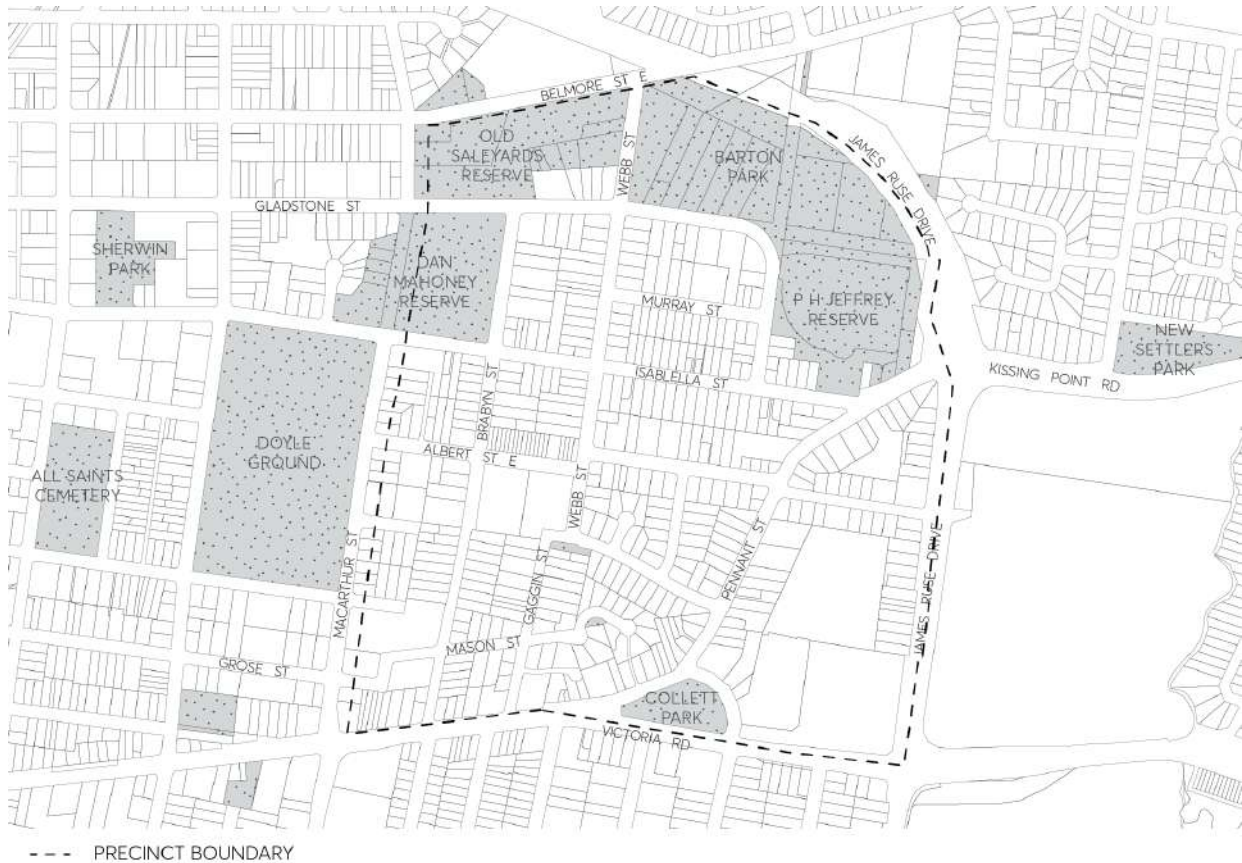 BELMORE ST E
OLD
SALEYARDS
RESERVE
WEBB ST
BARTON
PARK
JAMES RUSE DRIVE
GLADSTONE ST
SHERWIN
PARK
DAN
MAHONEY
RESERVE
MURRAY ST
P H JEFFREY
RESERVE
NEW
SETTLERS
PARK
ISABLELLA ST
KISSING POINT RD
BRABYN ST
DOYLE
GROUND
ALBERT ST E
ALL SAINTS
CEMETERY
WEBB ST
MACARTHUR ST
GAGGIN ST
PENNANT ST
JAMES RUSE DRIVE
MASON ST
GROSE ST
COLLETT
PARK
VICTORIA RD
PRECINCT BOUNDARY